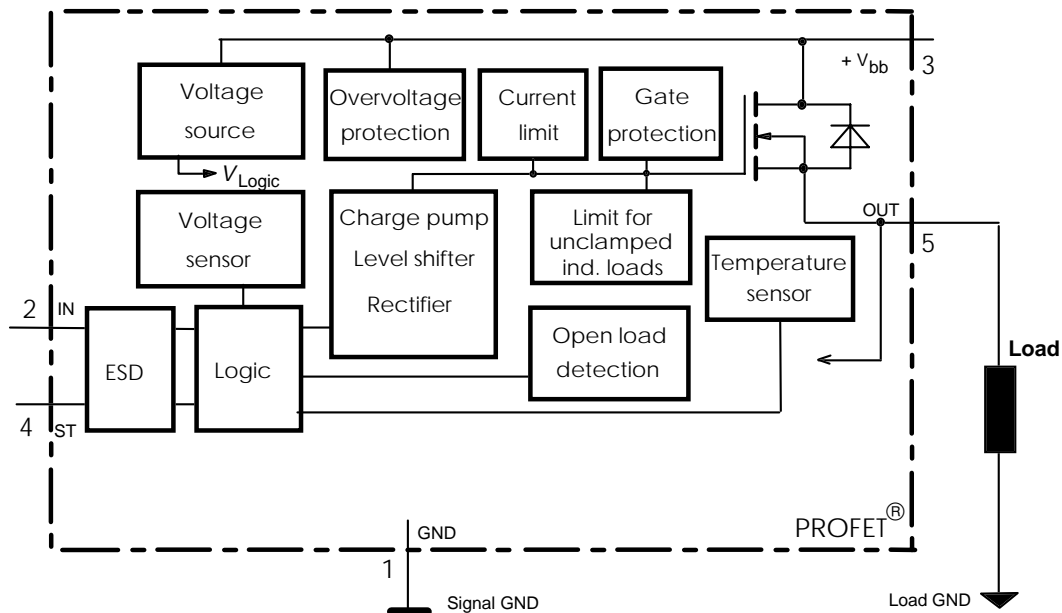 + Vbb
3
Voltage
source
Overvoltage
protection
Current
limit
Gate
protection
VLogic
Voltage
sensor
Charge pump
Level shifter
Rectifier
Limit for
unclamped
ind. loads
OUT
5
Temperature
sensor
2
IN
ESD
Logic
Open load
detection
Load
4
ST
PROFET®
GND
1
Signal GND
Load GND